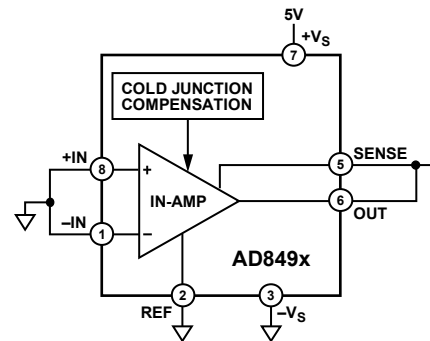 5V
+VS
7
COLD JUNCTION
COMPENSATION
SENSE
5
+IN
8
+
IN-AMP
6
OUT
–IN
1
–
AD849x
2
3
REF
–VS